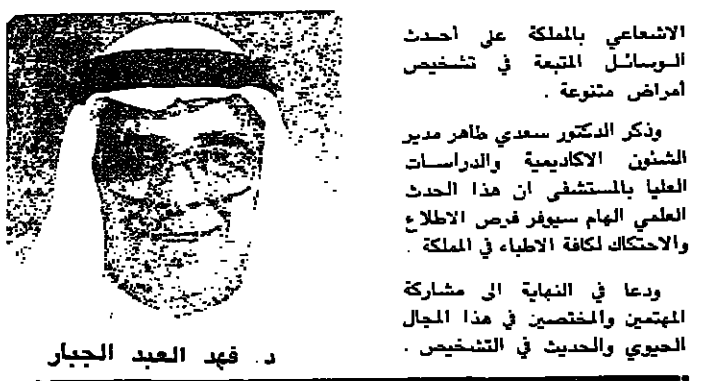 الاشعاعي بالمملكة على أحدث
الوسائل المتبعة في تشخيص
أمراض متنوعة .
وذكر الدكتور سعدي طاهر مدير
الشئون الاكاديمية والدراسات
العليا بالمستشفى ان هذا الحدث
العلمي الهام سيوفر فرص الاطلاع
والاحتكاك لكافة الاطباء في المملكة .
ودعا في النهاية الى مشاركة
المهتمين والمختصين في هذا المجال
الحيوي والحديث في التشخيص .
د. فهد العبد الجبار